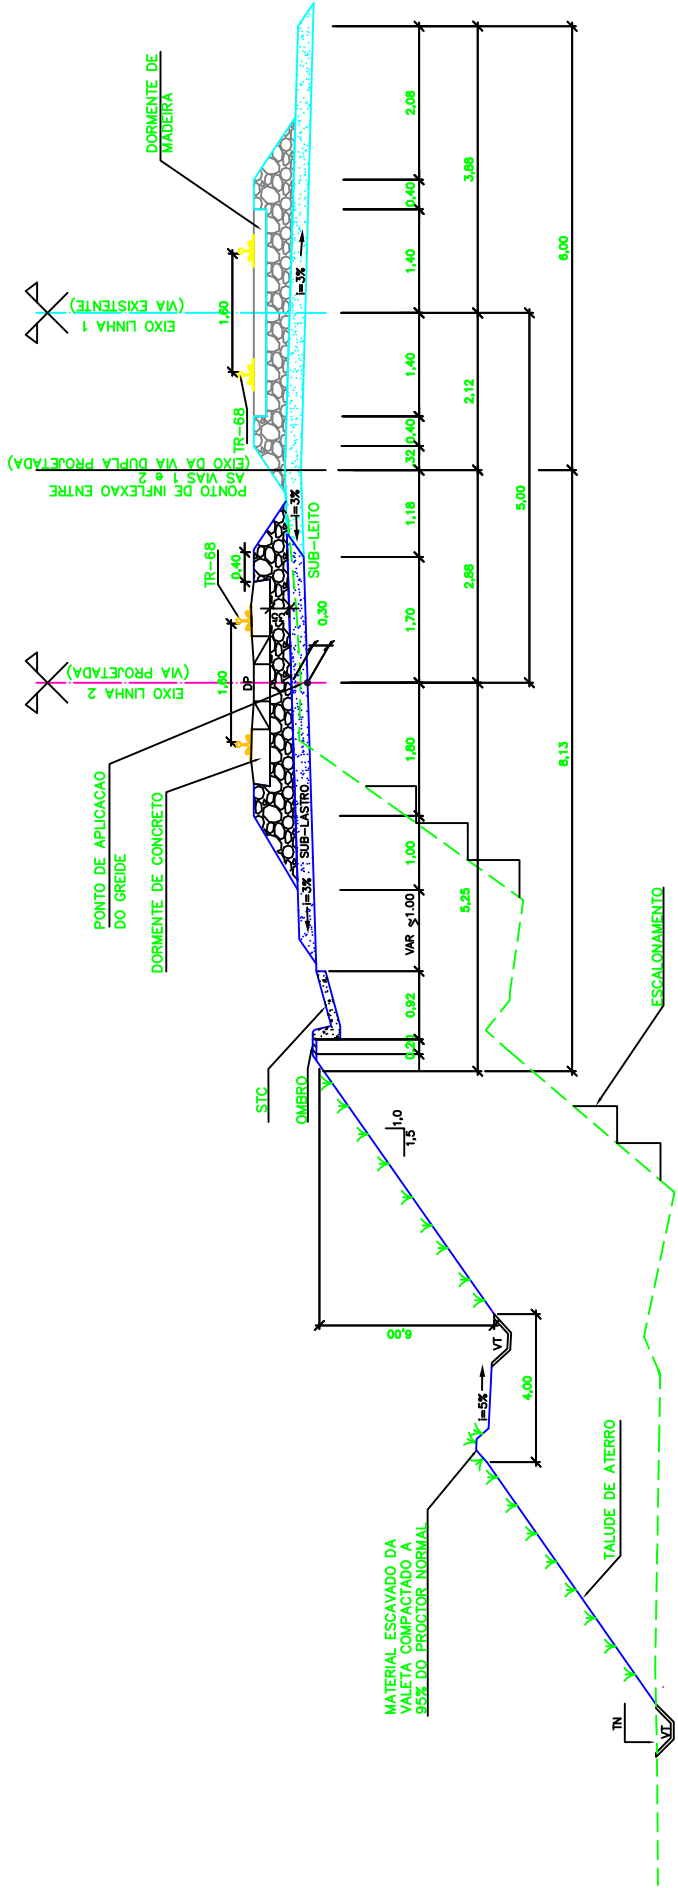 DORMENTE DE
MADEIRA
EIXO LINHA 1
(VIA EXISTENTE)
1,60
TR-68
i=3%
PONTO DE INFLEXAO ENTRE
AS VIAS 1 e 2
(EIXO DA VIA DUPLA PROJETADA)
i=3%
SUB-LEITO
TR-68
0,40
0,30
EIXO LINHA 2
(VIA PROJETADA)
1,60
DP
PONTO DE APLICACAO
DO GREIDE
DORMENTE DE CONCRETO
SUB-LASTRO
i=3%
STC
OMBRO
2,08
0,40
1,40
1,40
0,40
,32
1,18
1,70
1,80
1,00
VAR ≥1.00
0,92
0,20
3,88
2,12
2,88
5,25
5,00
6,00
8,13
ESCALONAMENTO
1,0
1,5
6,00
VT
i=5%
4,00
MATERIAL ESCAVADO DA
VALETA COMPACTADO A
95% DO PROCTOR NORMAL
TALUDE DE ATERRO
TN
VT